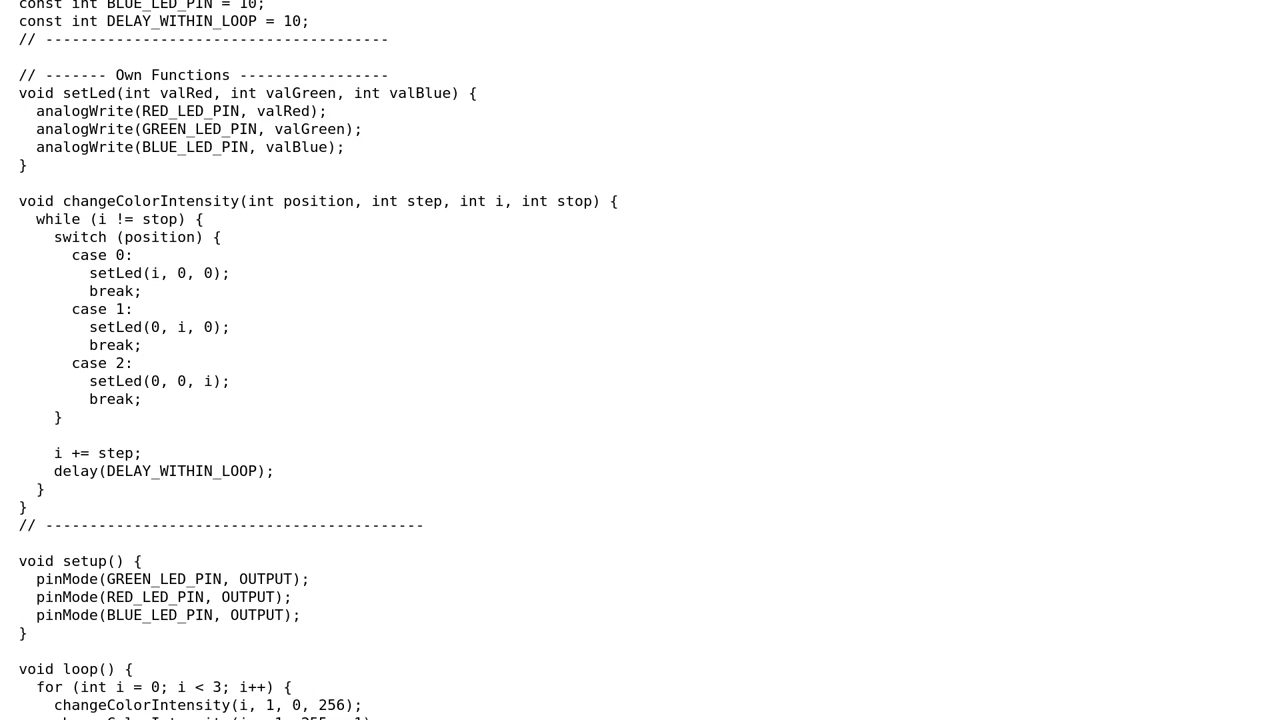 const int BLUE_LED_PIN = 10;
const int DELAY_WITHIN_LOOP = 10;
// ---------------------------------------

// ------- Own Functions -----------------
void setLed(int valRed, int valGreen, int valBlue) {
  analogWrite(RED_LED_PIN, valRed);
  analogWrite(GREEN_LED_PIN, valGreen);
  analogWrite(BLUE_LED_PIN, valBlue);
}

void changeColorIntensity(int position, int step, int i, int stop) {
  while (i != stop) {
    switch (position) {
      case 0:
        setLed(i, 0, 0);
        break;
      case 1:
        setLed(0, i, 0);
        break;
      case 2:
        setLed(0, 0, i);
        break;
    }

    i += step;
    delay(DELAY_WITHIN_LOOP);
  }
}
// -------------------------------------------

void setup() {
  pinMode(GREEN_LED_PIN, OUTPUT);
  pinMode(RED_LED_PIN, OUTPUT);
  pinMode(BLUE_LED_PIN, OUTPUT);
}

void loop() {
  for (int i = 0; i < 3; i++) {
    changeColorIntensity(i, 1, 0, 256);